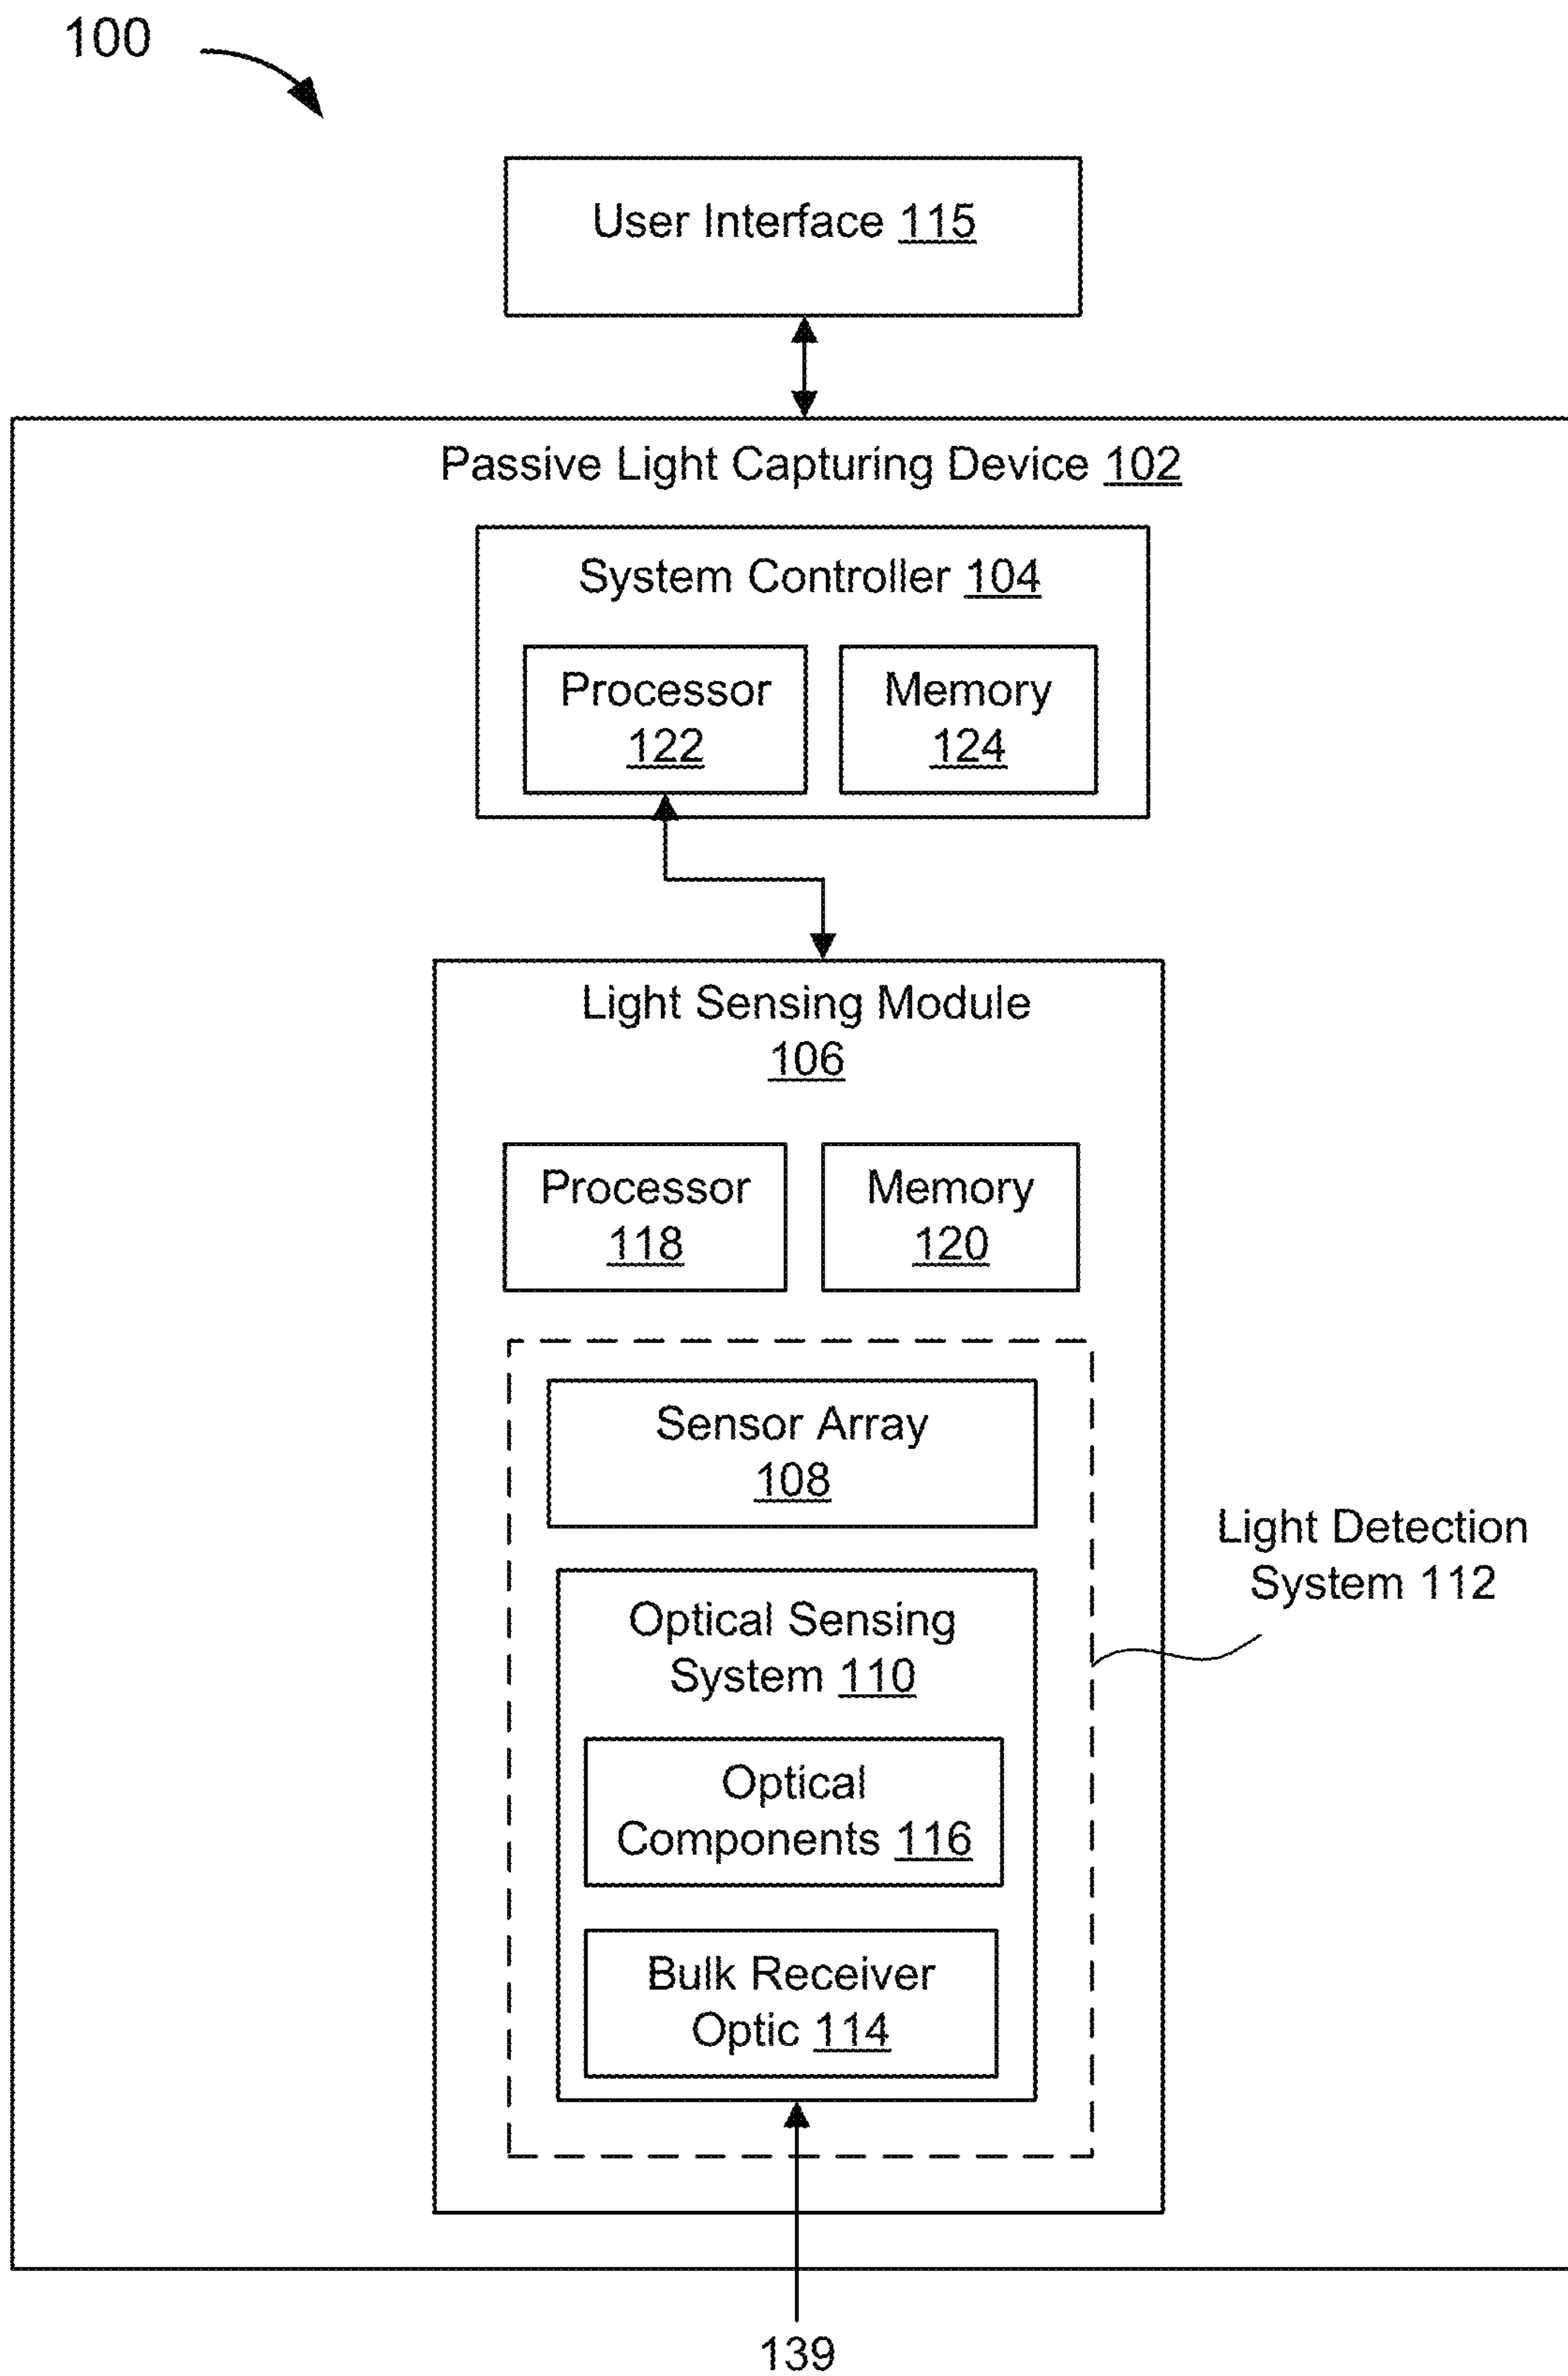 100
User Interface 115
Passive Light Capturing Device 102
System Controller 104
Processor
122
Memory
124
Light Sensing Module
106
Processor
118
Memory
120
Sensor Array
108
Light Detection
System 112
Optical Sensing
System 110
Optical
Components 116
Bulk Receiver
Optic 114
139